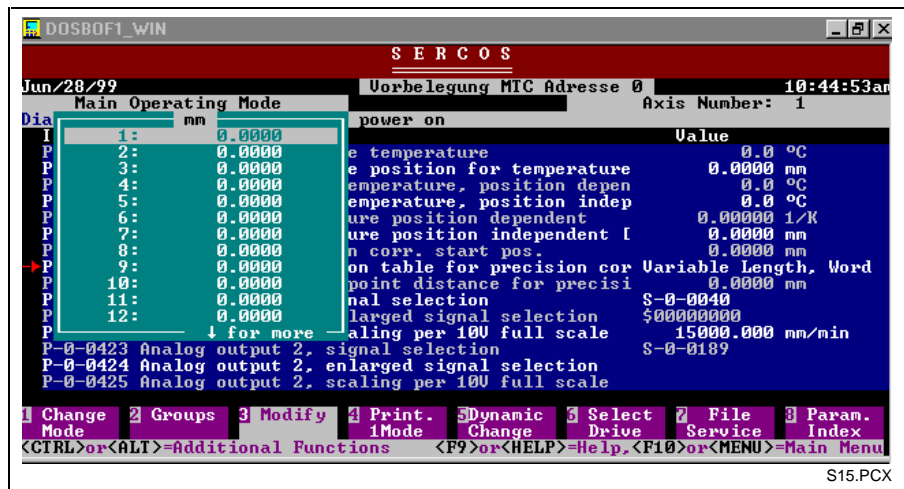 DOSBOF1_WIN
S E R C O S
Jun/28/99 Vorbelegung MTC Adresse 0 10:44:53am
Main Operating Mode Axis Number: 1
Dia mm power on
I 1: 0.0000 Value
P 2: 0.0000 e temperature 0.0 ºC
P 3: 0.0000 e position for temperature 0.0000 mm
P 4: 0.0000 emperature, position depen 0.0 ºC
P 5: 0.0000 emperature, position indep 0.0 ºC
P 6: 0.0000 ure position dependent 0.00000 1/K
P 7: 0.0000 ure position independent [ 0.0000 mm
P 8: 0.0000 n corr. start pos. 0.0000 mm
P 9: 0.0000 on table for precision cor Variable Length, Word
P 10: 0.0000 point distance for precisi 0.0000 mm
P 11: 0.0000 nal selection S-0-0040
P 12: 0.0000 larged signal selection $00000000
P ↓ for more aling per 10V full scale 15000.000 mm/min
P-0-0423 Analog output 2, signal selection S-0-0189
P-0-0424 Analog output 2, enlarged signal selection
P-0-0425 Analog output 2, scaling per 10V full scale
1 Change 2 Groups 3 Modify 4 Print. 5Dynamic 6 Select 7 File 8 Param.
Mode 1Mode Change Drive Service Index
<CTRL>or<ALT>=Additional Functions <F9>or<HELP>=Help,<F10>or<MENU>=Main Menu
S15.PCX